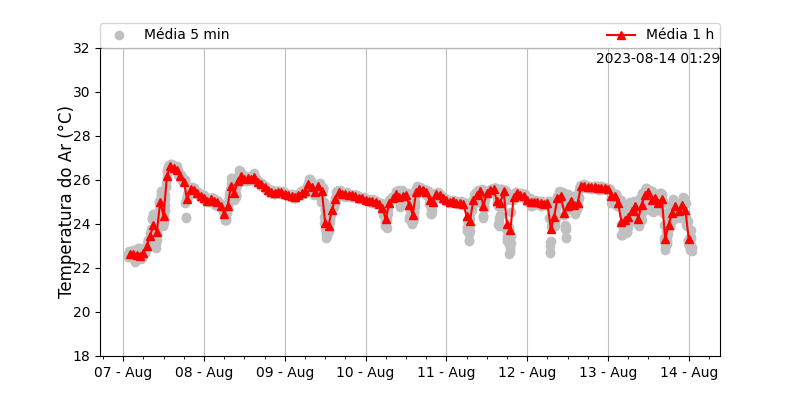 Média 5 min
Média 1 h
2023-08-14 01:29
Temperatura do Ar (°C)
32
30
28
26
24
22
20
18
07 - Aug
08 - Aug
09 - Aug
10 - Aug
11 - Aug
12 - Aug
13 - Aug
14 - Aug